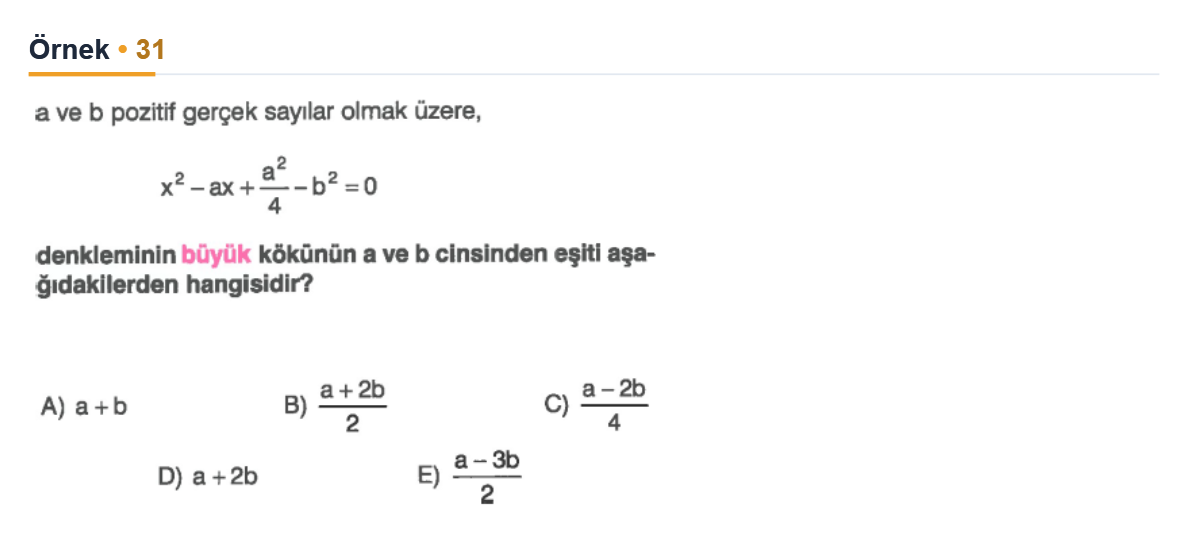 Örnek • 31
a ve b pozitif gerçek sayılar olmak üzere,
x² – ax + a²/4 – b² = 0
denkleminin büyük kökünün a ve b cinsinden eşiti aşa-
ğıdakilerden hangisidir?
A) a + b B) (a + 2b)/2 C) (a – 2b)/4
D) a + 2b E) (a – 3b)/2